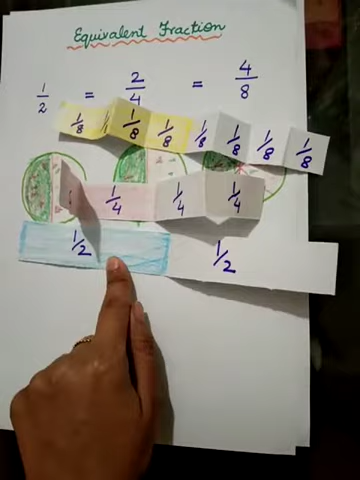 Equivalent Fraction
1/2 = 2/4 = 4/8
1/8 1/8 1/8 1/8 1/8 1/8 1/8
1/4 1/4 1/4
1/2 1/2